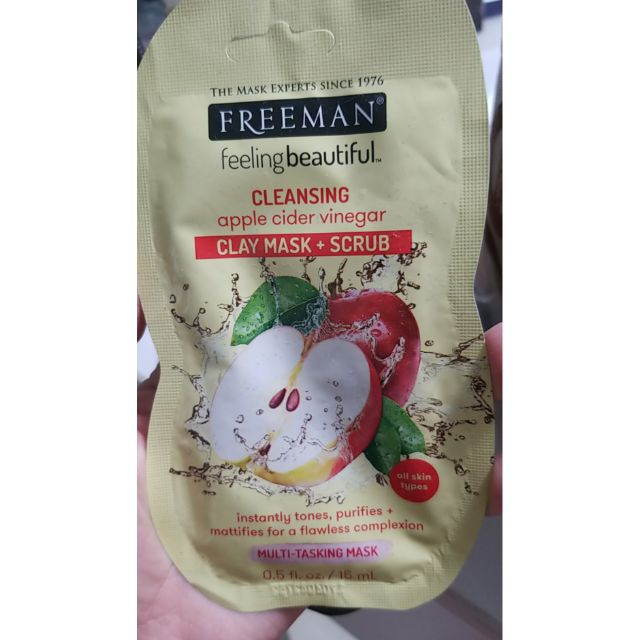 THE MASK EXPERTS SINCE 1976
FREEMAN®
feelingbeautiful™
CLEANSING
apple cider vinegar
CLAY MASK + SCRUB
all skin
types
instantly tones, purifies +
mattifies for a flawless complexion
MULTI-TASKING MASK
0.5 fl. oz. / 15 mL